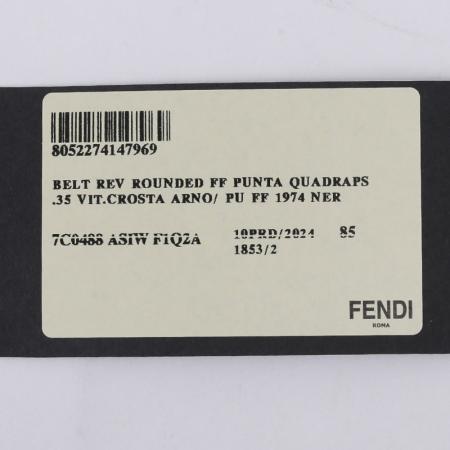 8052274147969
BELT REV ROUNDED FF PUNTA QUADRAPS
.35 VIT.CROSTA ARNO/ PU FF 1974 NER
7C0488 ASIW F1Q2A 10PRD/2024 85
1853/2
FENDI
ROMA